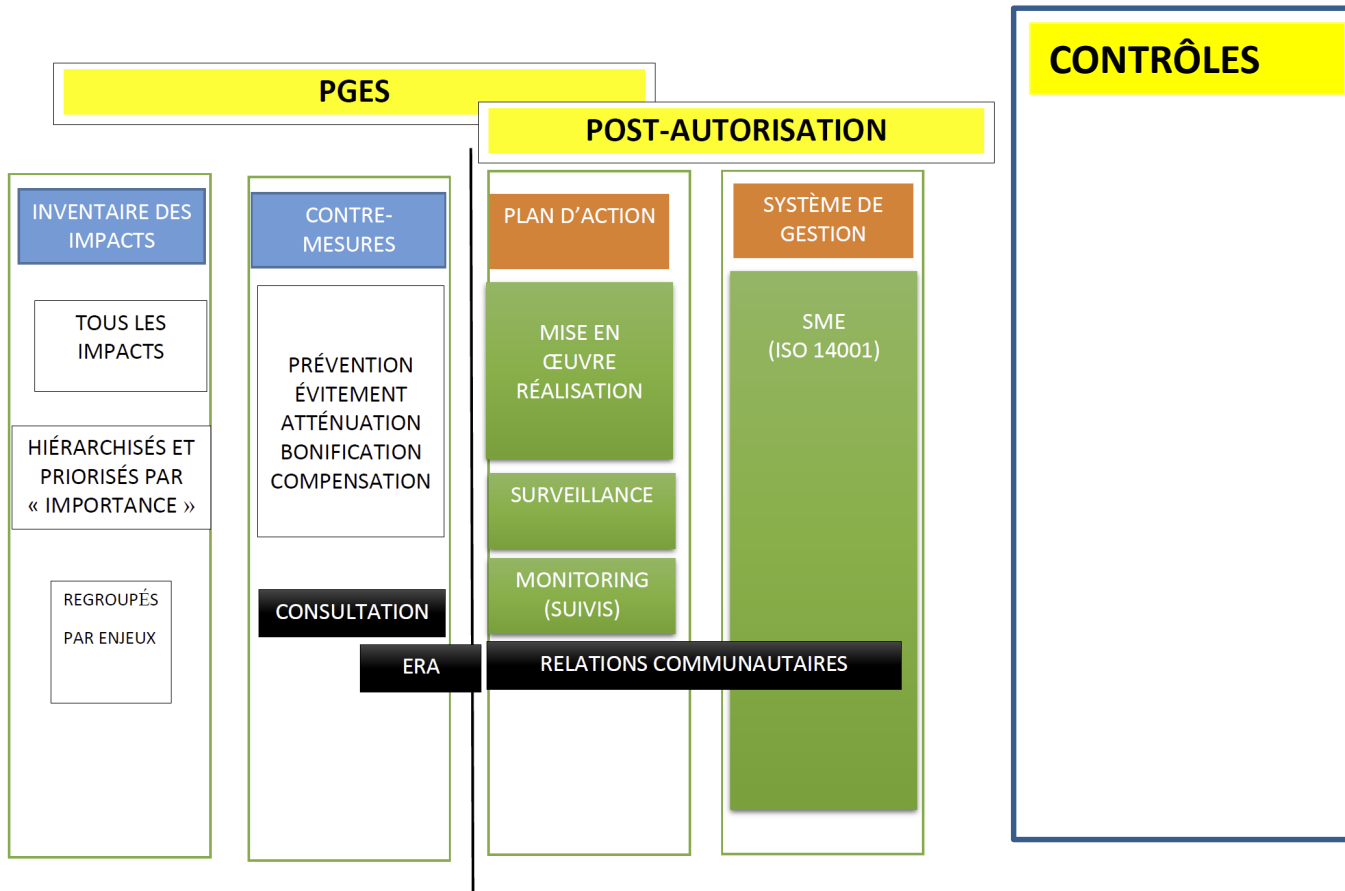 PGES
POST-AUTORISATION
CONTRÔLES
INVENTAIRE DES
IMPACTS
TOUS LES
IMPACTS
HIÉRARCHISÉS ET
PRIORISÉS PAR
« IMPORTANCE »
REGROUPÉS
PAR ENJEUX
CONTRE-
MESURES
PRÉVENTION
ÉVITEMENT
ATTÉNUATION
BONIFICATION
COMPENSATION
CONSULTATION
ERA
PLAN D’ACTION
MISE EN
ŒUVRE
RÉALISATION
SURVEILLANCE
MONITORING
(SUIVIS)
RELATIONS COMMUNAUTAIRES
SYSTÈME DE
GESTION
SME
(ISO 14001)